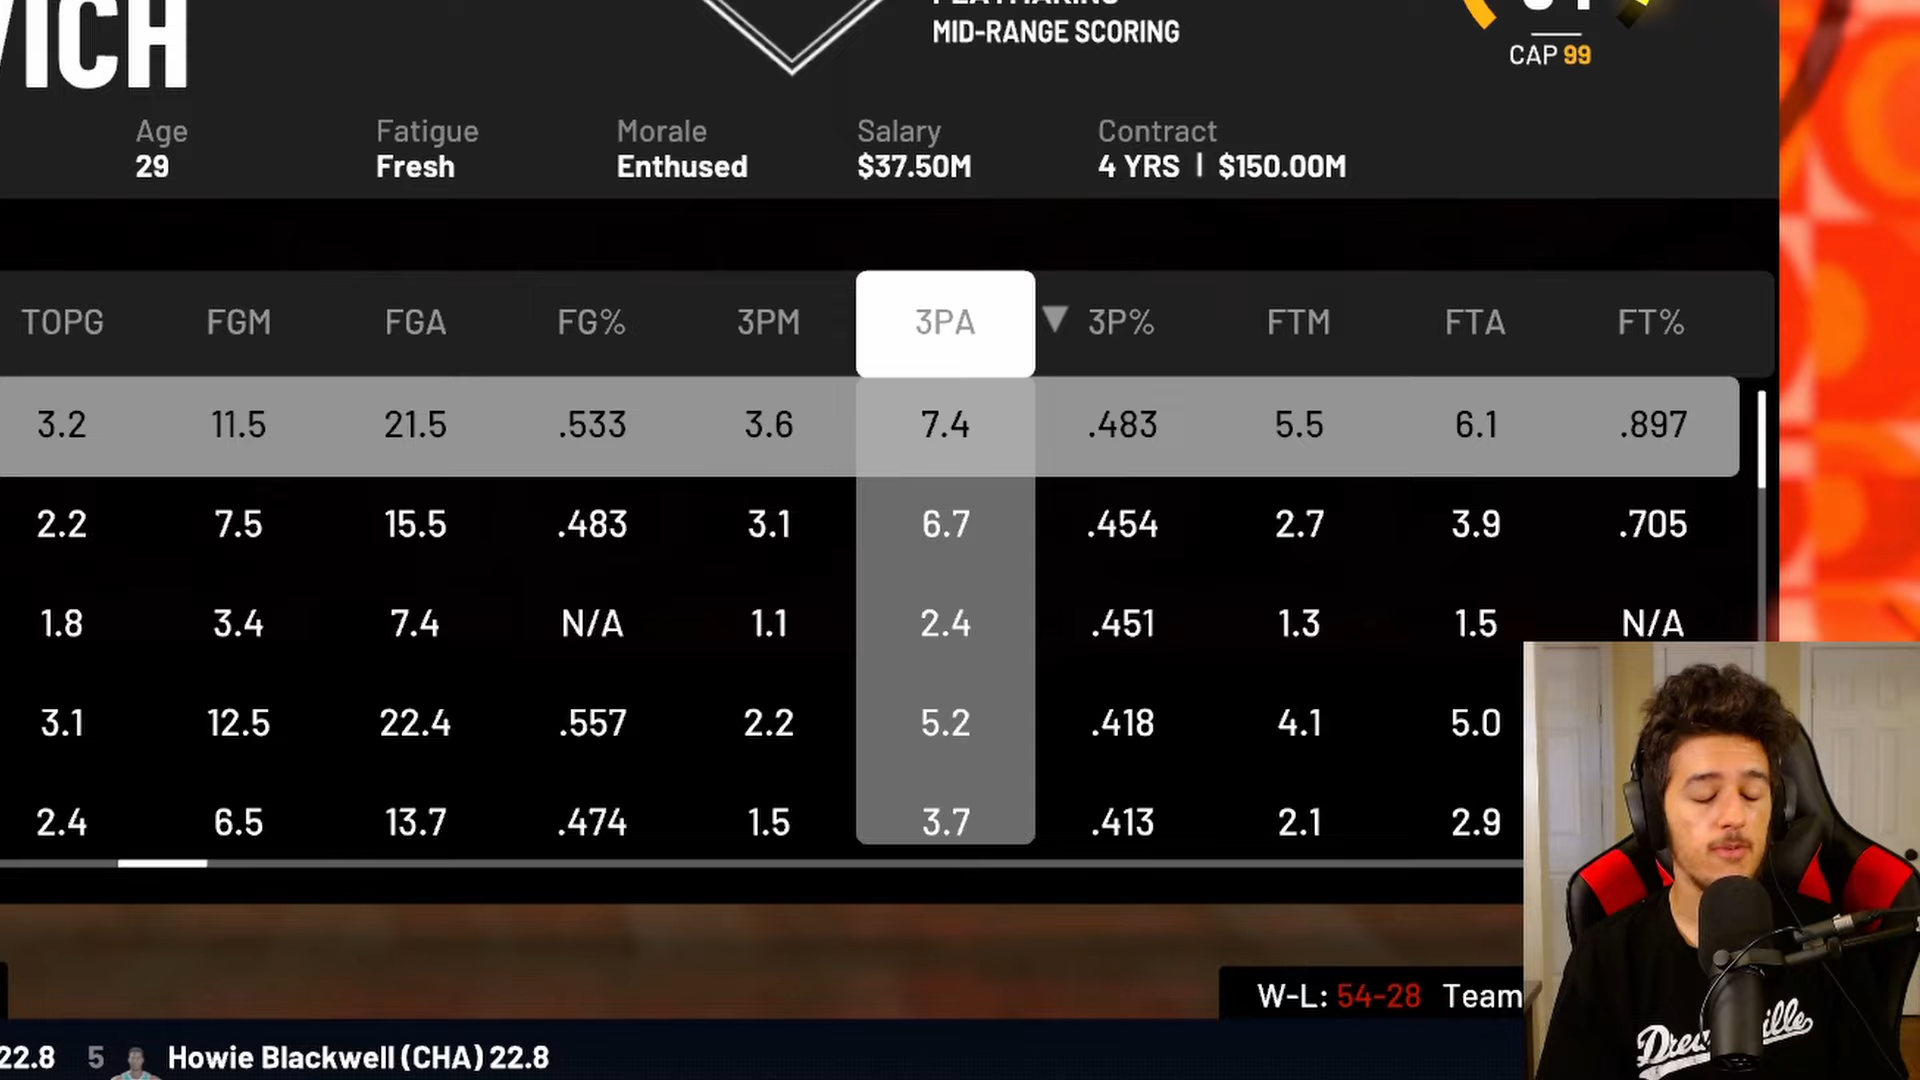 MID-RANGE SCORING
CAP 99
Age
29
Fatigue
Fresh
Morale
Enthused
Salary
$37.50M
Contract
4 YRS | $150.00M
TOPG FGM FGA FG% 3PM 3PA ▼ 3P% FTM FTA FT%
3.2 11.5 21.5 .533 3.6 7.4 .483 5.5 6.1 .897
2.2 7.5 15.5 .483 3.1 6.7 .454 2.7 3.9 .705
1.8 3.4 7.4 N/A 1.1 2.4 .451 1.3 1.5 N/A
3.1 12.5 22.4 .557 2.2 5.2 .418 4.1 5.0
2.4 6.5 13.7 .474 1.5 3.7 .413 2.1 2.9
W-L: 54-28 Team
22.8 5 Howie Blackwell (CHA) 22.8